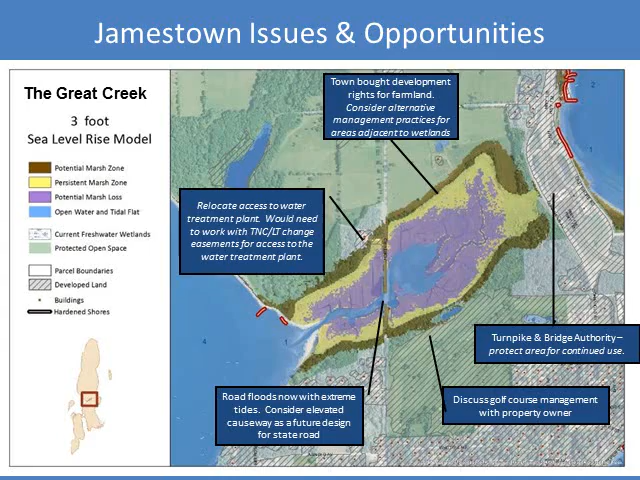 Jamestown Issues & Opportunities
The Great Creek
3 foot
Sea Level Rise Model
Potential Marsh Zone
Persistent Marsh Zone
Potential Marsh Loss
Open Water and Tidal Flat
Current Freshwater Wetlands
Protected Open Space
Parcel Boundaries
Developed Land
Buildings
Hardened Shores
Town bought development
rights for farmland.
Consider alternative
management practices for
areas adjacent to wetlands
Relocate access to water
treatment plant. Would need
to work with TNC/LT change
easements for access to the
water treatment plant.
Turnpike & Bridge Authority –
protect area for continued use.
Road floods now with extreme
tides. Consider elevated
causeway as a future design
for state road
Discuss golf course management
with property owner
2
1
4